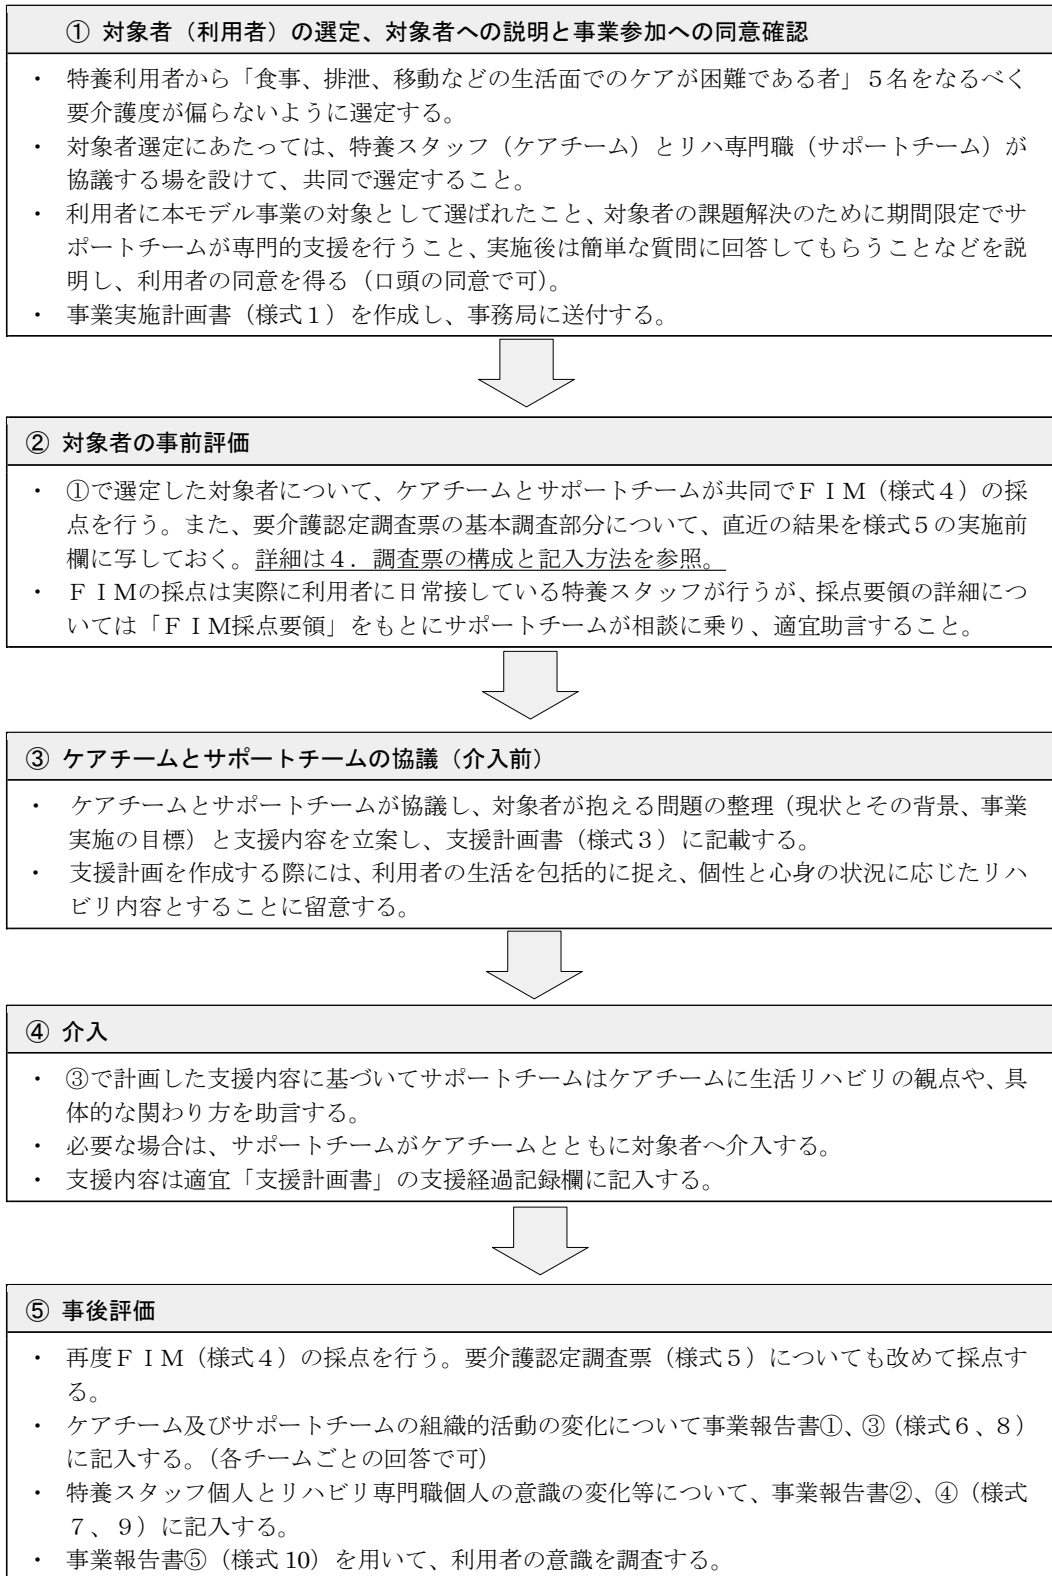 ① 対象者（利用者）の選定、対象者への説明と事業参加への同意確認
・ 特養利用者から「食事、排泄、移動などの生活面でのケアが困難である者」５名をなるべく
要介護度が偏らないように選定する。
・ 対象者選定にあたっては、特養スタッフ（ケアチーム）とリハ専門職（サポートチーム）が
協議する場を設けて、共同で選定すること。
・ 利用者に本モデル事業の対象として選ばれたこと、対象者の課題解決のために期間限定でサ
ポートチームが専門的支援を行うこと、実施後は簡単な質問に回答してもらうことなどを説
明し、利用者の同意を得る（口頭の同意で可）。
・ 事業実施計画書（様式１）を作成し、事務局に送付する。
② 対象者の事前評価
・ ①で選定した対象者について、ケアチームとサポートチームが共同でＦＩＭ（様式４）の採
点を行う。また、要介護認定調査票の基本調査部分について、直近の結果を様式５の実施前
欄に写しておく。詳細は４．調査票の構成と記入方法を参照。
・ ＦＩＭの採点は実際に利用者に日常接している特養スタッフが行うが、採点要領の詳細につ
いては「ＦＩＭ採点要領」をもとにサポートチームが相談に乗り、適宜助言すること。
③ ケアチームとサポートチームの協議（介入前）
・ ケアチームとサポートチームが協議し、対象者が抱える問題の整理（現状とその背景、事業
実施の目標）と支援内容を立案し、支援計画書（様式３）に記載する。
・ 支援計画を作成する際には、利用者の生活を包括的に捉え、個性と心身の状況に応じたリハ
ビリ内容とすることに留意する。
④ 介入
・ ③で計画した支援内容に基づいてサポートチームはケアチームに生活リハビリの観点や、具
体的な関わり方を助言する。
・ 必要な場合は、サポートチームがケアチームとともに対象者へ介入する。
・ 支援内容は適宜「支援計画書」の支援経過記録欄に記入する。
⑤ 事後評価
・ 再度ＦＩＭ（様式４）の採点を行う。要介護認定調査票（様式５）についても改めて採点す
る。
・ ケアチーム及びサポートチームの組織的活動の変化について事業報告書①、③（様式６、８）
に記入する。（各チームごとの回答で可）
・ 特養スタッフ個人とリハビリ専門職個人の意識の変化等について、事業報告書②、④（様式
７、９）に記入する。
・ 事業報告書⑤（様式 10）を用いて、利用者の意識を調査する。